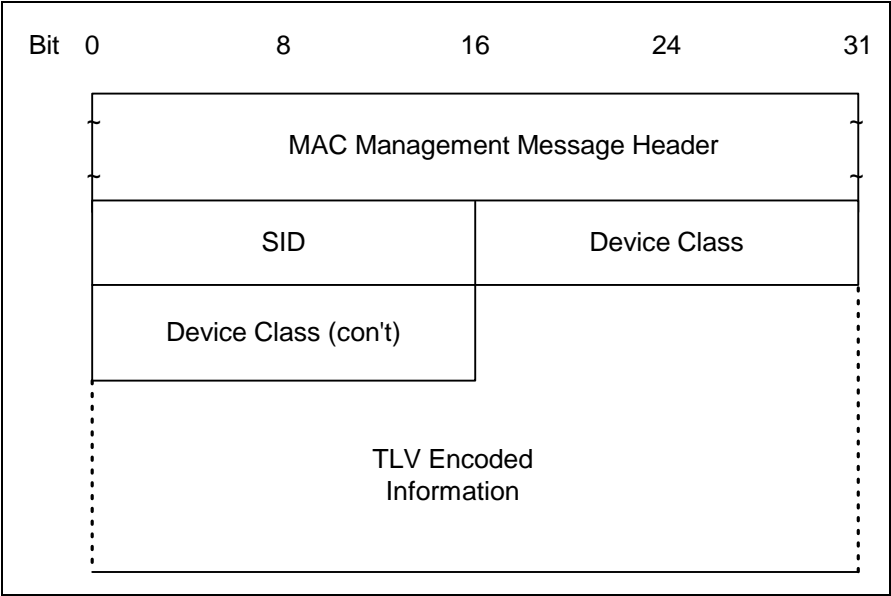 Bit 0 8 16 24 31
~ ~
MAC Management Message Header
~ ~
SID Device Class
Device Class (con't)
TLV Encoded
Information